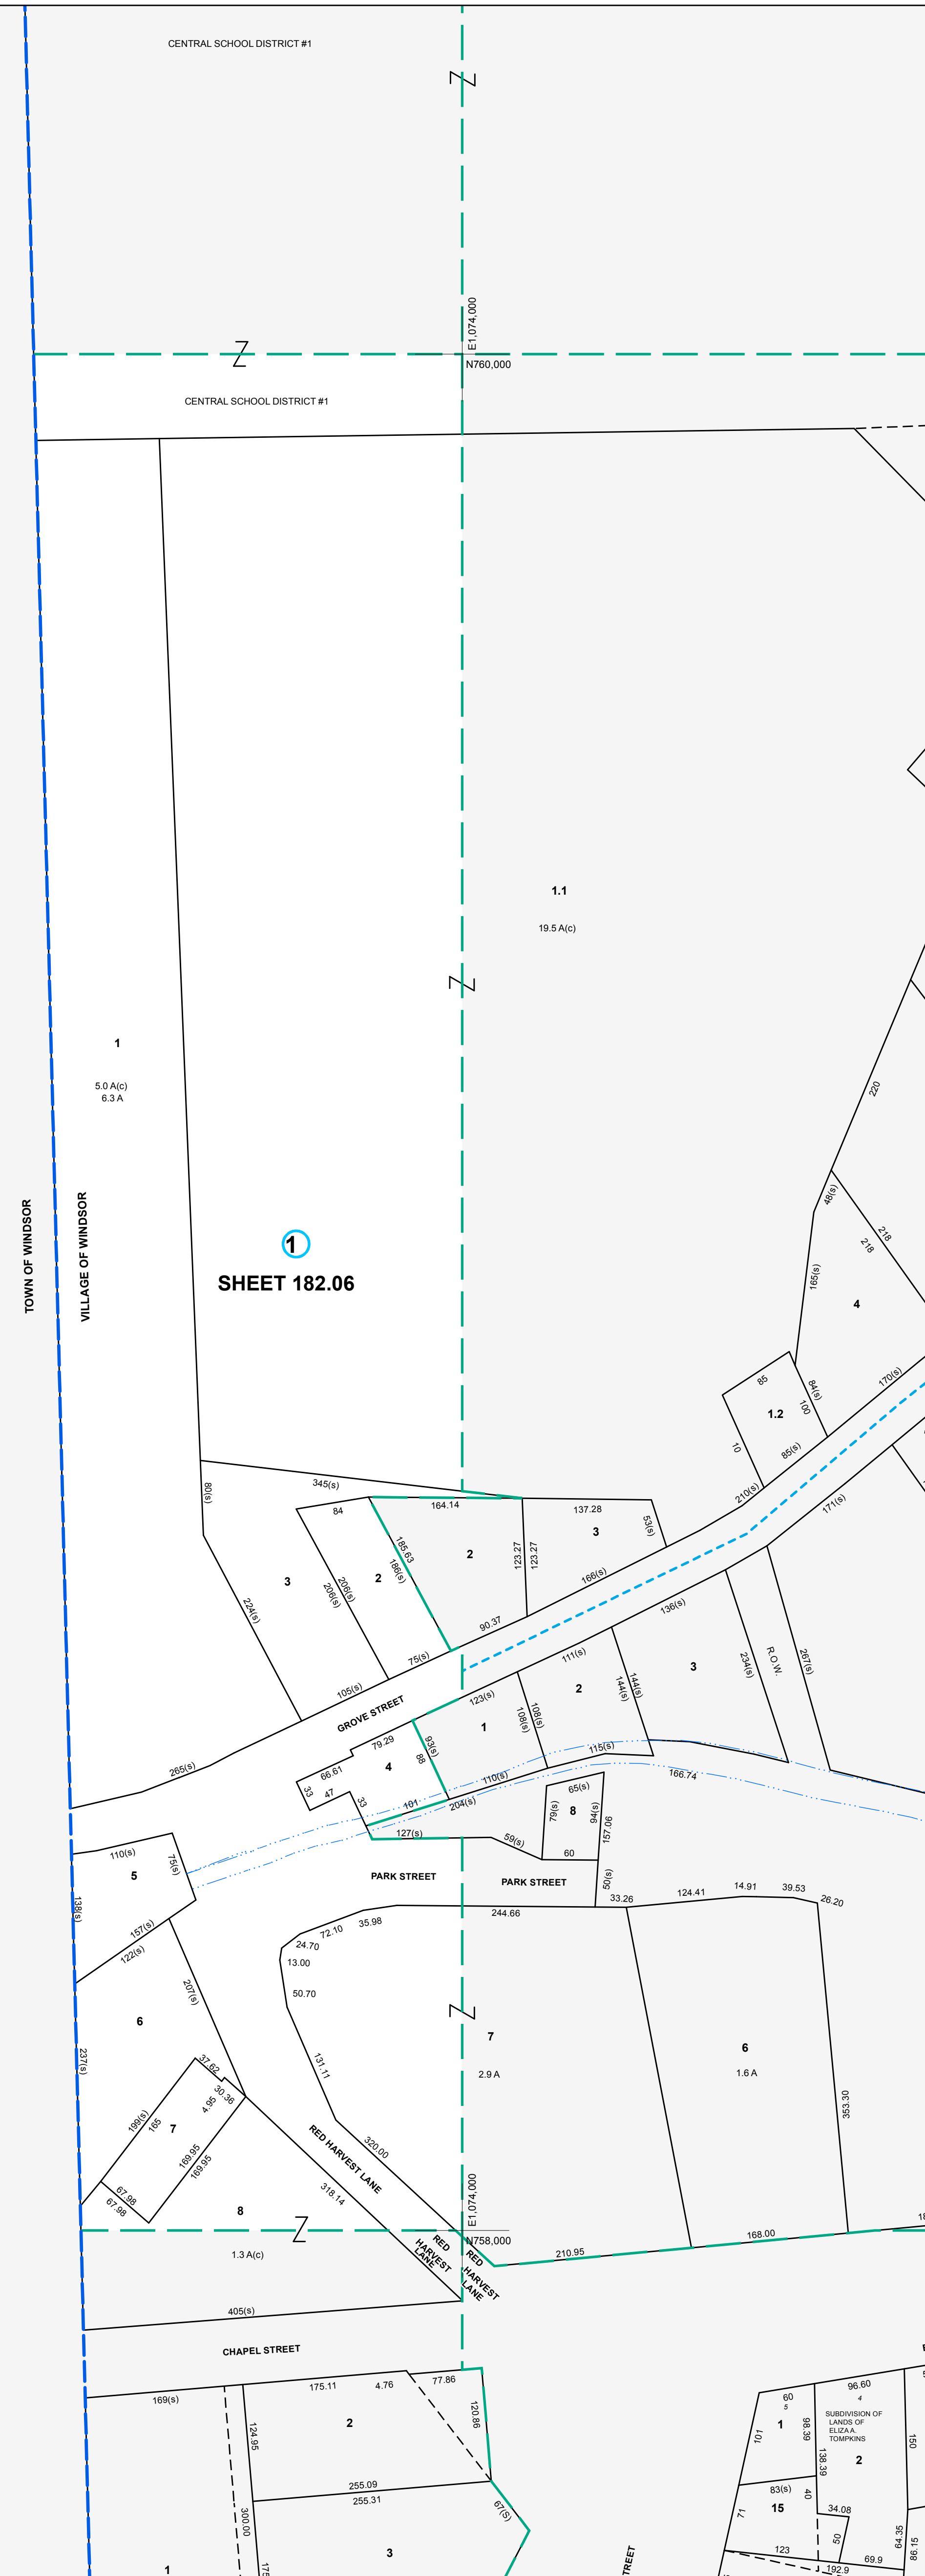 CENTRAL SCHOOL DISTRICT #1
Z
E1,074,000
N760,000
Z
CENTRAL SCHOOL DISTRICT #1
1.1
19.5 A(c)
Z
1
5.0 A(c)
6.3 A
220
TOWN OF WINDSOR
VILLAGE OF WINDSOR
1
SHEET 182.06
48(s)
218
218
165(s)
4
170(s)
85
84(s)
100
1.2
10
85(s)
210(s)
171(s)
345(s)
80(s)
84
164.14
137.28
53(s)
3
185.63
186(s)
2
123.27
123.27
3
2
206(s)
206(s)
166(s)
224(s)
90.37
136(s)
75(s)
105(s)
GROVE STREET
123(s)
111(s)
234(s)
R.O.W.
267(s)
3
2
144(s)
144(s)
108(s)
108(s)
1
93(s)
88
79.29
4
66.61
47
33
33
265(s)
101
204(s)
110(s)
115(s)
166.74
65(s)
79(s)
8
94(s)
157.06
60
59(s)
127(s)
50(s)
PARK STREET
PARK STREET
110(s)
75(s)
5
138(s)
157(s)
122(s)
207(s)
6
237(s)
33.26
124.41
14.91
39.53
26.20
244.66
35.98
72.10
24.70
13.00
50.70
131.11
Z
7
2.9 A
6
1.6 A
353.30
37.62
30.36
4.95
199(s)
165
7
169.95
169.95
67.98
67.98
320.00
RED HARVEST LANE
318.14
8
Z
1.3 A(c)
E1,074,000
N758,000
RED
HARVEST
LANE
RED
HARVEST
LANE
210.95
168.00
405(s)
CHAPEL STREET
169(s)
175.11
4.76
77.86
120.86
124.95
2
255.09
255.31
300.00
67(S)
3
1
STREET
60
5
1
101
98.39
96.60
4
SUBDIVISION OF
LANDS OF
ELIZA A.
TOMPKINS
2
150
138.39
83(s)
40
15
71
34.08
50
64.35
86.15
123
69.9
192.9